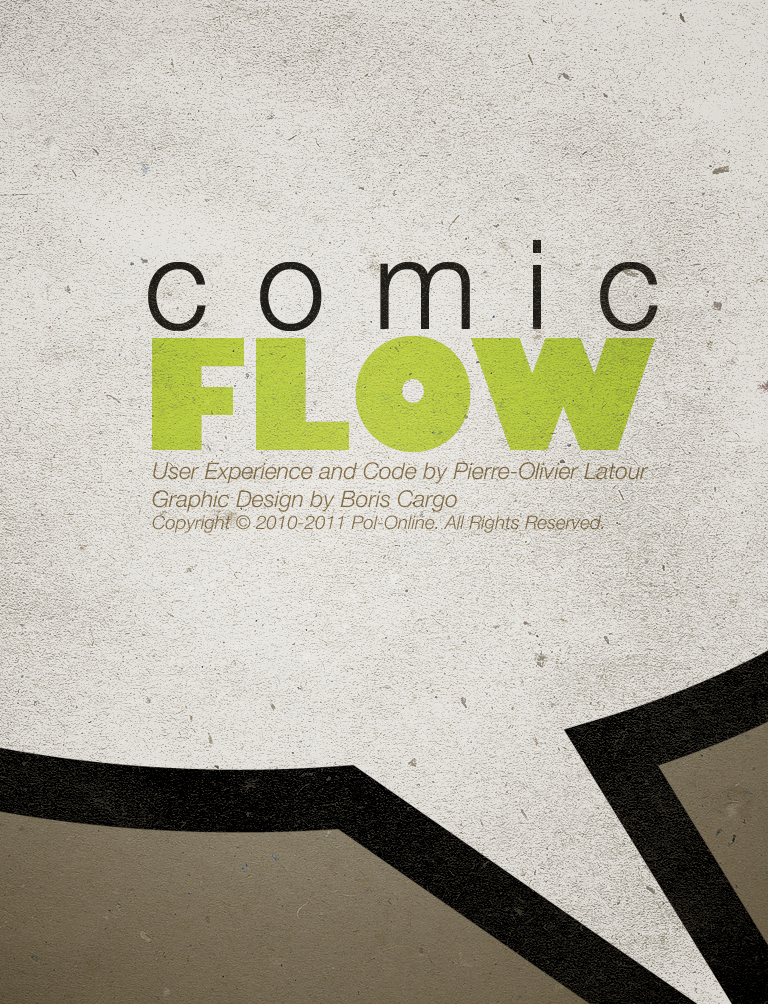 comic
FLOW
User Experience and Code by Pierre-Olivier Latour
Graphic Design by Boris Cargo
Copyright © 2010-2011 Pol-Online. All Rights Reserved.